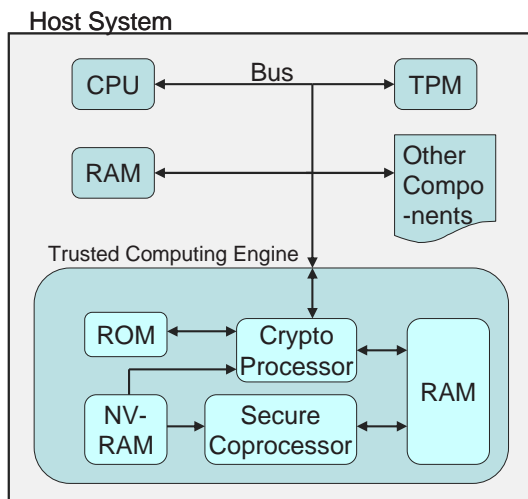 Host System
CPU
Bus
TPM
RAM
Other
Compo
-nents
Trusted Computing Engine
ROM
Crypto
Processor
RAM
NV-
RAM
Secure
Coprocessor